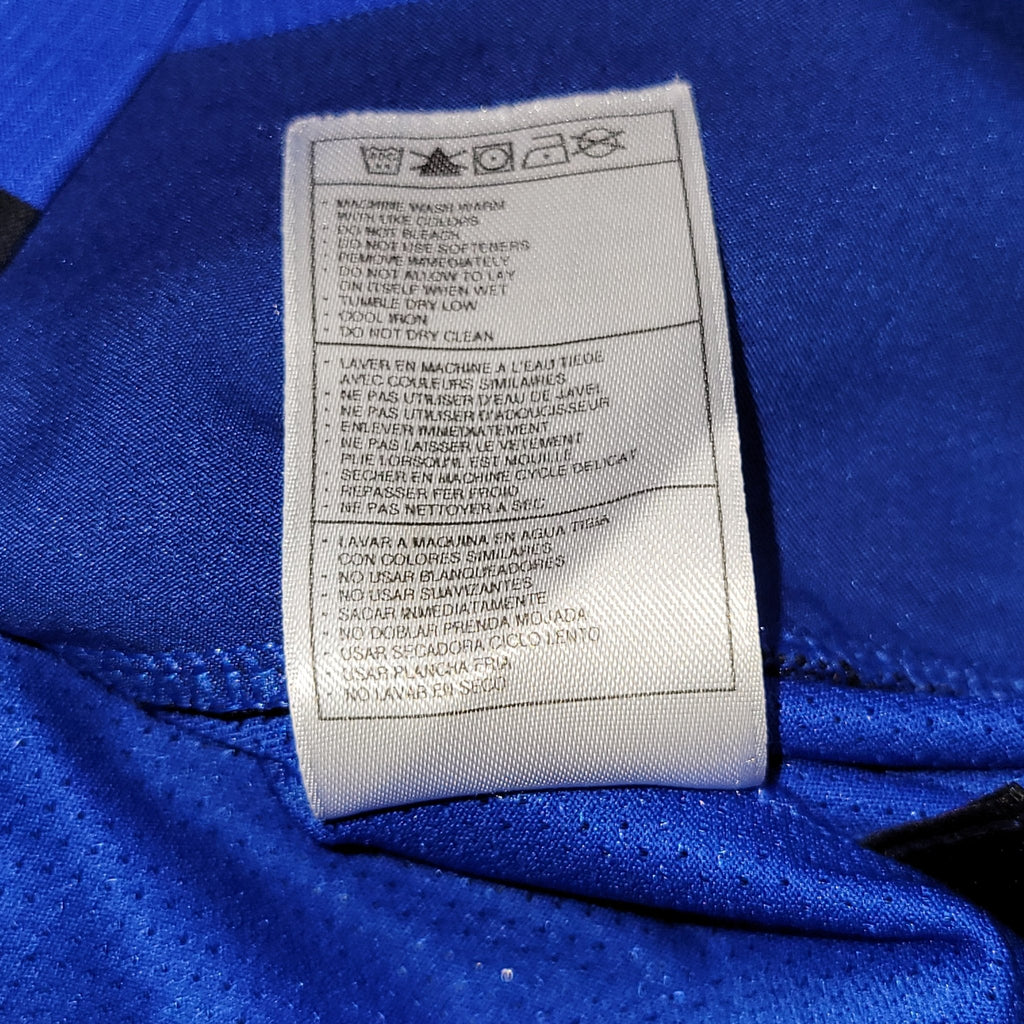 • MACHINE WASH WARM
WITH LIKE COLORS
• DO NOT BLEACH
• DO NOT USE SOFTENERS
• REMOVE IMMEDIATELY
• DO NOT ALLOW TO LAY
ON ITSELF WHEN WET
• TUMBLE DRY LOW
• COOL IRON
• DO NOT DRY CLEAN
• LAVER EN MACHINE A L'EAU TIEDE
AVEC COULEURS SIMILAIRES
• NE PAS UTILISER D'EAU DE JAVEL
• NE PAS UTILISER D'ADOUCISSEUR
• ENLEVER IMMEDIATEMENT
• NE PAS LAISSER LE VETEMENT
PLIE LORSQU'IL EST MOUILLE
• SECHER EN MACHINE CYCLE DELICAT
• REPASSER FER FROID
• NE PAS NETTOYER A SEC
• LAVAR A MAQUINA EN AGUA TIBIA
CON COLORES SIMILARES
• NO USAR BLANQUEADORES
• NO USAR SUAVIZANTES
• SACAR INMEDIATAMENTE
• NO DOBLAR PRENDA MOJADA
• USAR SECADORA CICLO LENTO
• USAR PLANCHA FRIA
• NO LAVAR EN SECO